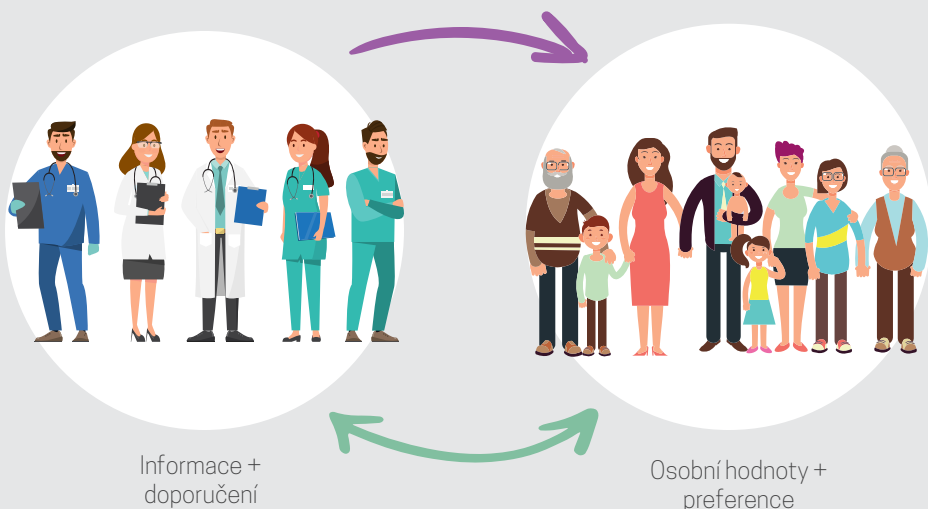 Informace +
doporučení
Osobní hodnoty +
preference